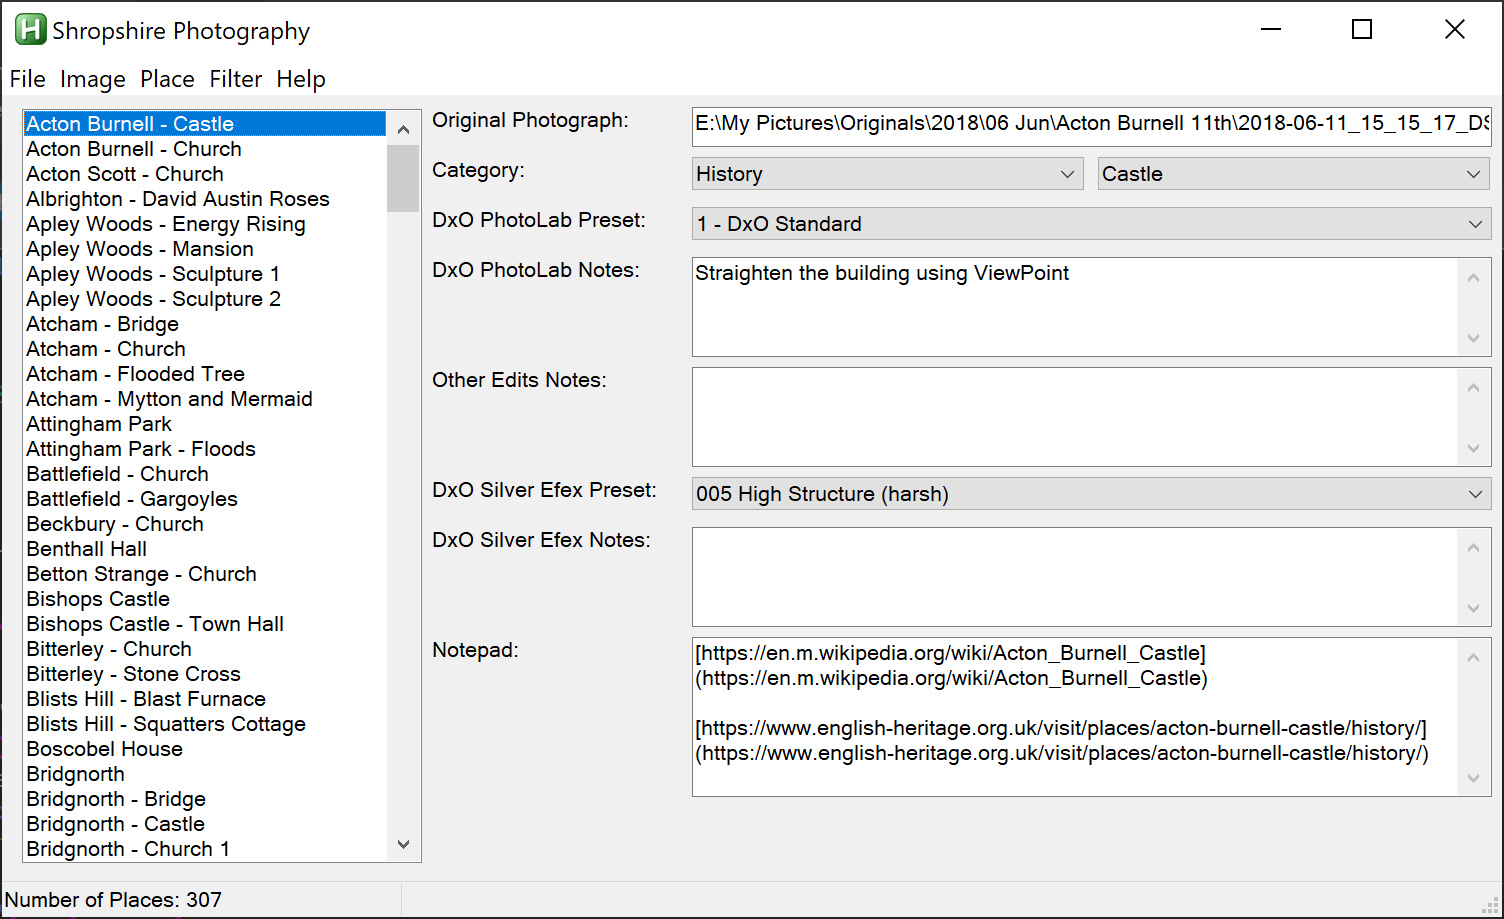 Shropshire Photography
File Image Place Filter Help
Acton Burnell - Castle
Acton Burnell - Church
Acton Scott - Church
Albrighton - David Austin Roses
Apley Woods - Energy Rising
Apley Woods - Mansion
Apley Woods - Sculpture 1
Apley Woods - Sculpture 2
Atcham - Bridge
Atcham - Church
Atcham - Flooded Tree
Atcham - Mytton and Mermaid
Attingham Park
Attingham Park - Floods
Battlefield - Church
Battlefield - Gargoyles
Beckbury - Church
Benthall Hall
Betton Strange - Church
Bishops Castle
Bishops Castle - Town Hall
Bitterley - Church
Bitterley - Stone Cross
Blists Hill - Blast Furnace
Blists Hill - Squatters Cottage
Boscobel House
Bridgnorth
Bridgnorth - Bridge
Bridgnorth - Castle
Bridgnorth - Church 1
Original Photograph: E:\My Pictures\Originals\2018\06 Jun\Acton Burnell 11th\2018-06-11_15_15_17_DS
Category: History Castle
DxO PhotoLab Preset: 1 - DxO Standard
DxO PhotoLab Notes: Straighten the building using ViewPoint
Other Edits Notes:
DxO Silver Efex Preset: 005 High Structure (harsh)
DxO Silver Efex Notes:
Notepad: [https://en.m.wikipedia.org/wiki/Acton_Burnell_Castle]
(https://en.m.wikipedia.org/wiki/Acton_Burnell_Castle)
[https://www.english-heritage.org.uk/visit/places/acton-burnell-castle/history/]
(https://www.english-heritage.org.uk/visit/places/acton-burnell-castle/history/)
Number of Places: 307